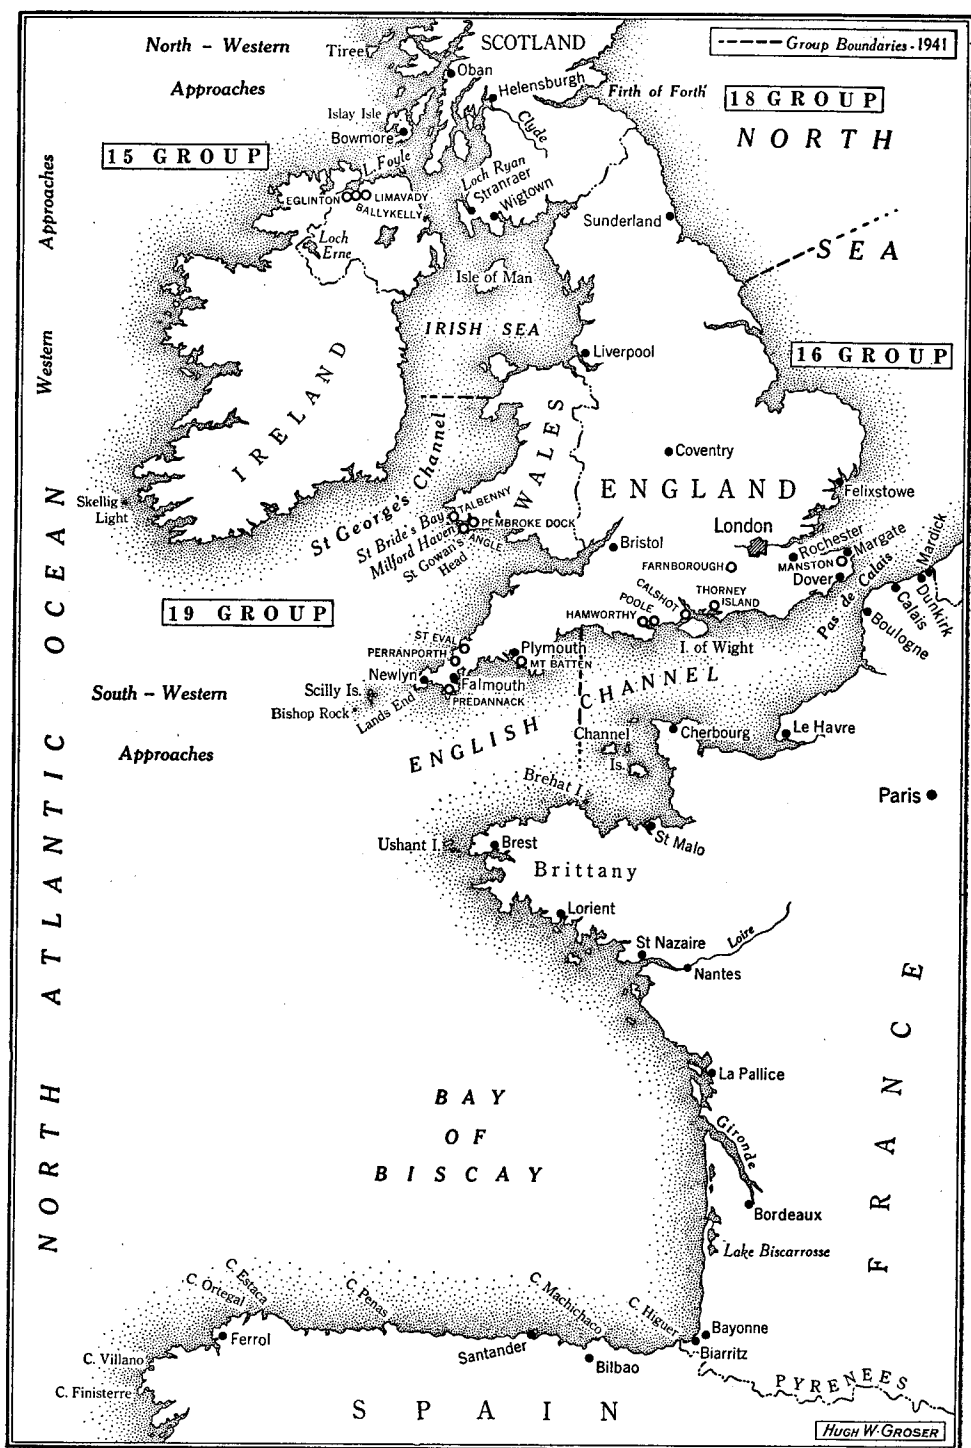 North – Western
Approaches
Tiree
SCOTLAND
Group Boundaries - 1941
Oban
Helensburgh
Firth of Forth
18 GROUP
NORTH
SEA
Islay Isle
Bowmore
Clyde
15 GROUP
L. Foyle
Loch Ryan
Stranraer
Wigtown
EGLINTON
LIMAVADY
BALLYKELLY
Sunderland
Loch
Erne
Isle of Man
Western
Approaches
IRISH SEA
Liverpool
16 GROUP
IRELAND
St George's Channel
WALES
Coventry
ENGLAND
Felixstowe
Skellig
Light
TALBENNY
St Bride's Bay
PEMBROKE DOCK
Milford Haven
ANGLE
St Gowan's
Head
Bristol
London
Rochester
Margate
MANSTON
Mardick
FARNBOROUGH
Dover
Pas de Calais
Calais
Dunkirk
Boulogne
THORNEY
ISLAND
CALSHOT
POOLE
HAMWORTHY
I. of Wight
19 GROUP
ST EVAL
PERRANPORTH
Plymouth
MT BATTEN
Newlyn
Falmouth
PREDANNACK
Lands End
Scilly Is.
Bishop Rock
South – Western
Approaches
ENGLISH CHANNEL
Channel
Is.
Cherbourg
Le Havre
Brehat I.
Paris
St Malo
Ushant I.
Brest
Brittany
Lorient
St Nazaire
Loire
Nantes
NORTH ATLANTIC OCEAN
FRANCE
La Pallice
BAY
OF
BISCAY
Gironde
Bordeaux
Lake Biscarrosse
C. Ortegal
C. Estaca
C. Penas
C. Machichaco
C. Higuer
Bayonne
Biarritz
Ferrol
Santander
Bilbao
C. Villano
C. Finisterre
PYRENEES
SPAIN
HUGH W. GROSER